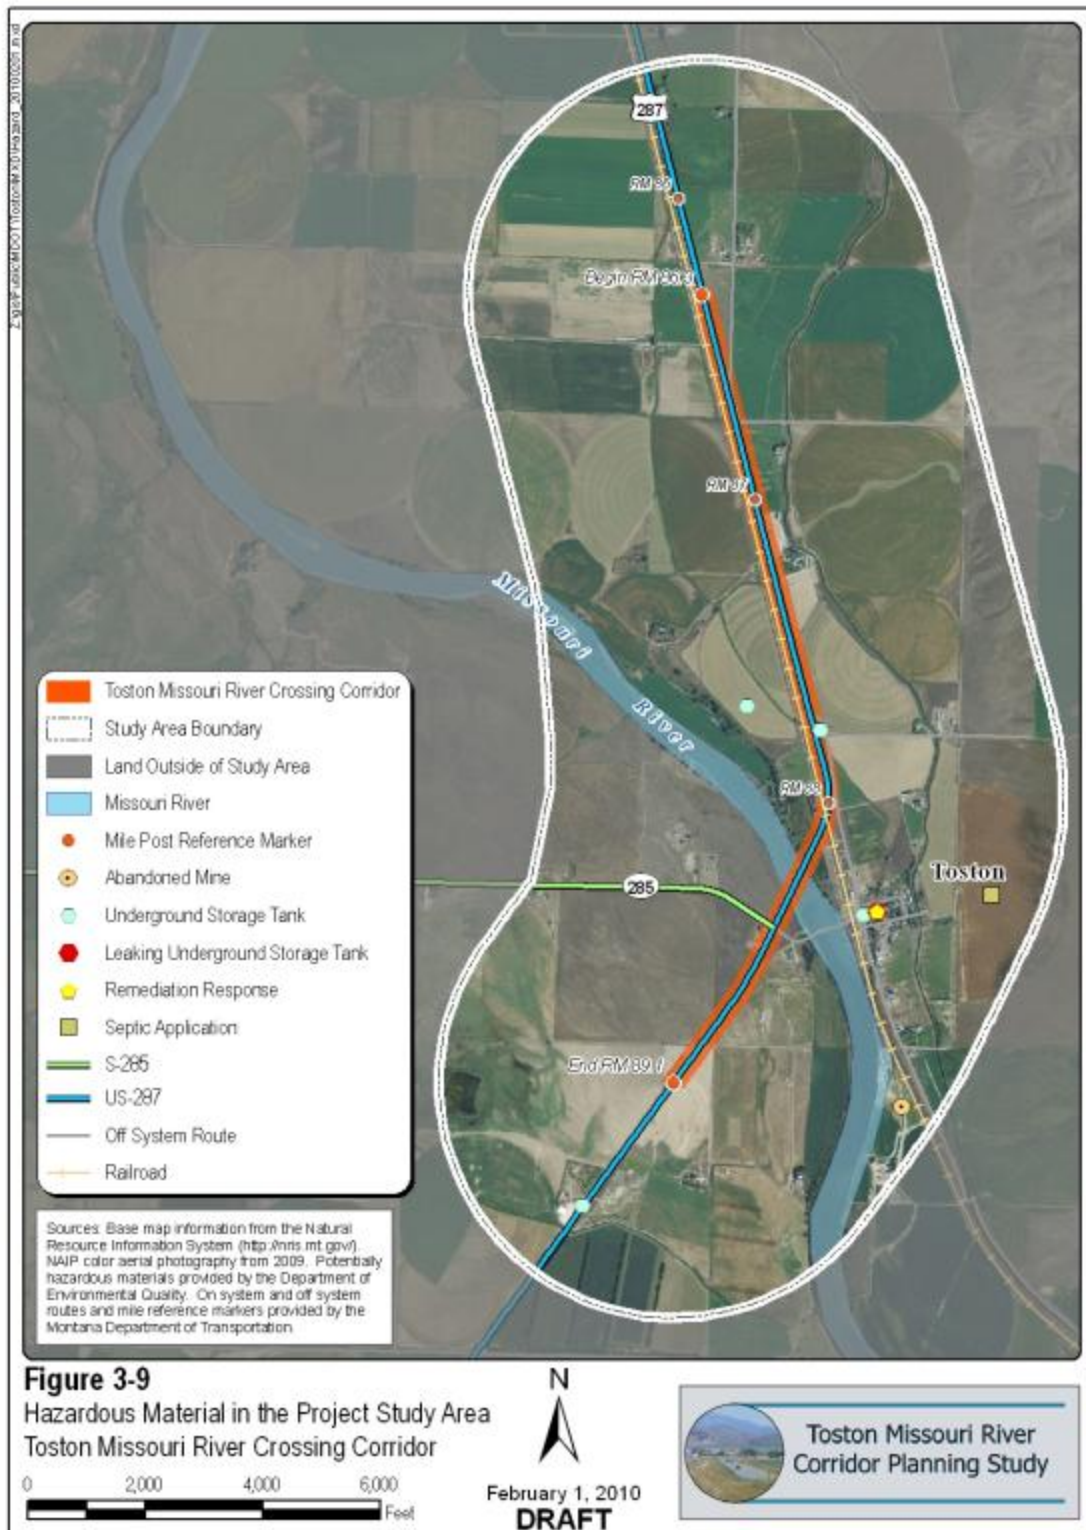 287
RM 86
Begin RM 86.3
RM 87
Missouri
River
RM 88
Toston
285
End RM 89.1
Toston Missouri River Crossing Corridor
Study Area Boundary
Land Outside of Study Area
Missouri River
Mile Post Reference Marker
Abandoned Mine
Underground Storage Tank
Leaking Underground Storage Tank
Remediation Response
Septic Application
S-285
US-287
Off System Route
Railroad
Sources: Base map information from the Natural
Resource Information System (http://nris.mt.gov/).
NAIP color aerial photography from 2009. Potentially
hazardous materials provided by the Department of
Environmental Quality. On system and off system
routes and mile reference markers provided by the
Montana Department of Transportation
Figure 3-9
Hazardous Material in the Project Study Area
Toston Missouri River Crossing Corridor
0 2,000 4,000 6,000
Feet
N
February 1, 2010
DRAFT
Toston Missouri River
Corridor Planning Study